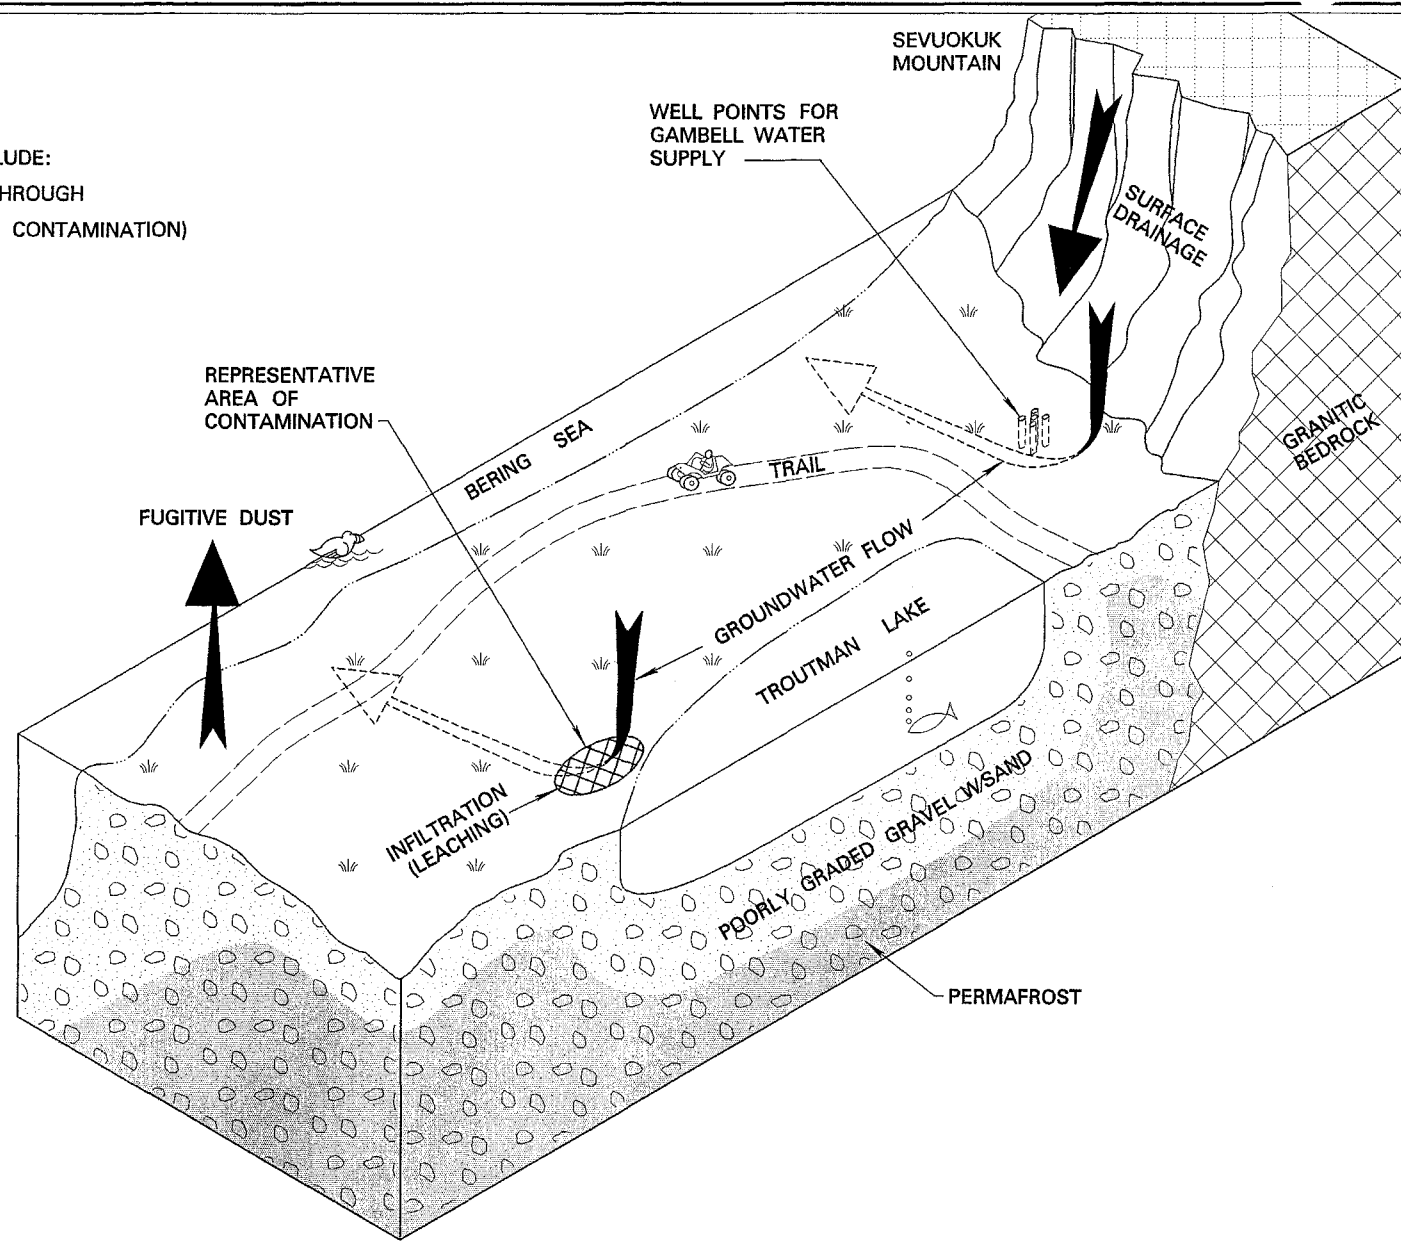 SEVUOKUK
MOUNTAIN
WELL POINTS FOR
GAMBELL WATER
SUPPLY
LUDE:
HROUGH
CONTAMINATION)
SURFACE
DRAINAGE
REPRESENTATIVE
AREA OF
CONTAMINATION
GRANITIC
BEDROCK
BERING SEA
TRAIL
FUGITIVE DUST
GROUNDWATER FLOW
TROUTMAN LAKE
INFILTRATION
(LEACHING)
POORLY GRADED GRAVEL W/SAND
PERMAFROST